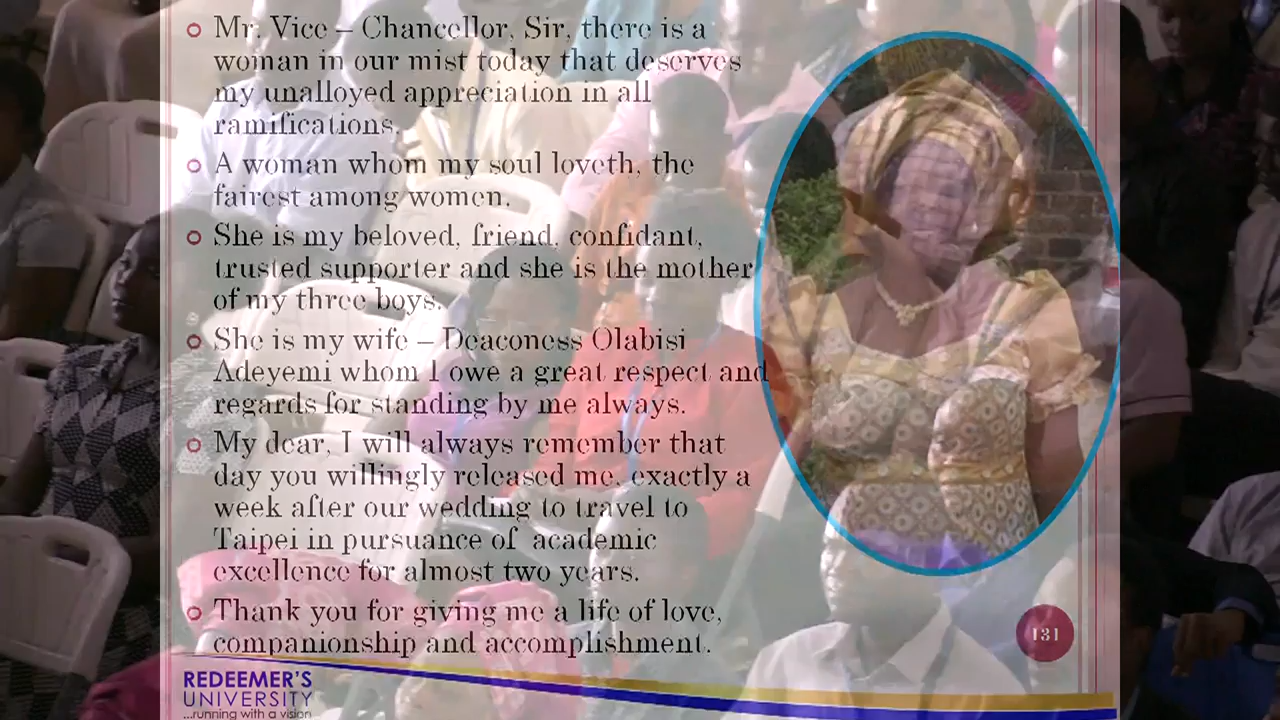 Mr. Vice – Chancellor, Sir, there is a
woman in our mist today that deserves
my unalloyed appreciation in all
ramifications.
A woman whom my soul loveth, the
fairest among women.
She is my beloved, friend, confidant,
trusted supporter and she is the mother
of my three boys.
She is my wife – Deaconess Olabisi
Adeyemi whom I owe a great respect and
regards for standing by me always.
My dear, I will always remember that
day you willingly released me, exactly a
week after our wedding to travel to
Taipei in pursuance of academic
excellence for almost two years.
Thank you for giving me a life of love,
companionship and accomplishment.
131
REDEEMER'S
UNIVERSITY
...running with a vision